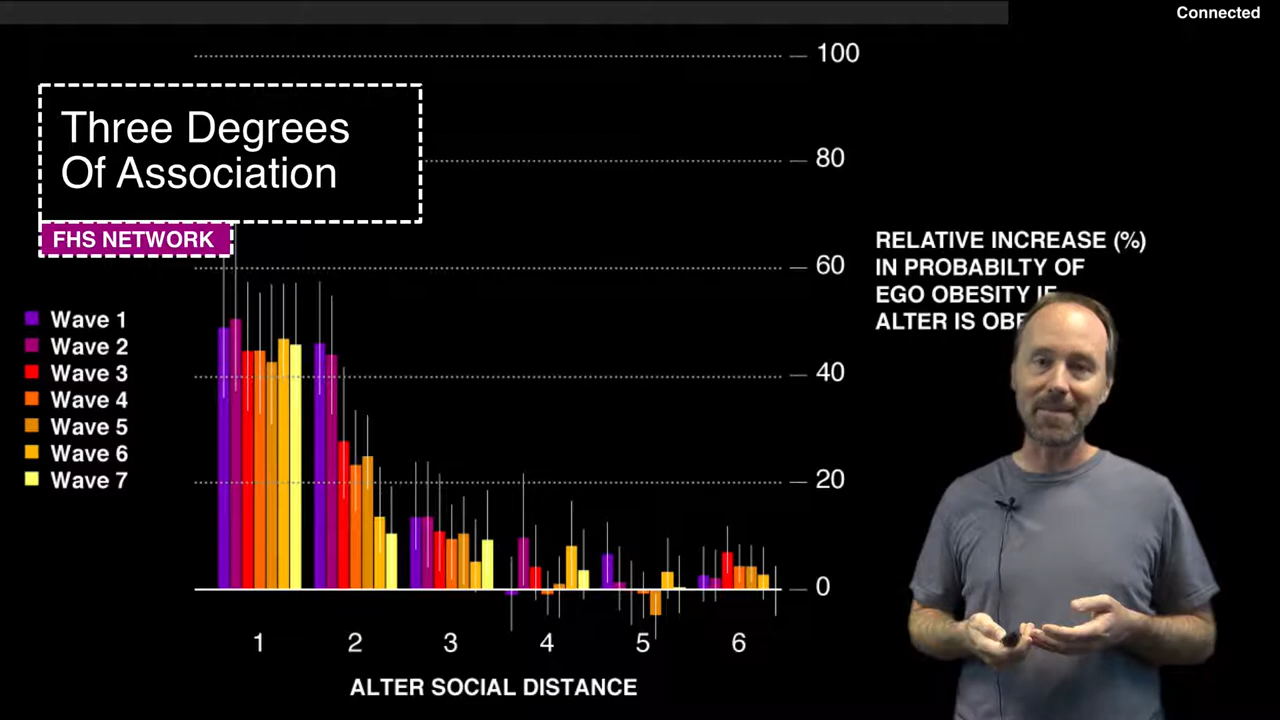 Connected
Three Degrees
Of Association
FHS NETWORK
Wave 1
Wave 2
Wave 3
Wave 4
Wave 5
Wave 6
Wave 7
100
80
60
40
20
0
RELATIVE INCREASE (%)
IN PROBABILTY OF
EGO OBESITY IF
ALTER IS OBE
1 2 3 4 5 6
ALTER SOCIAL DISTANCE